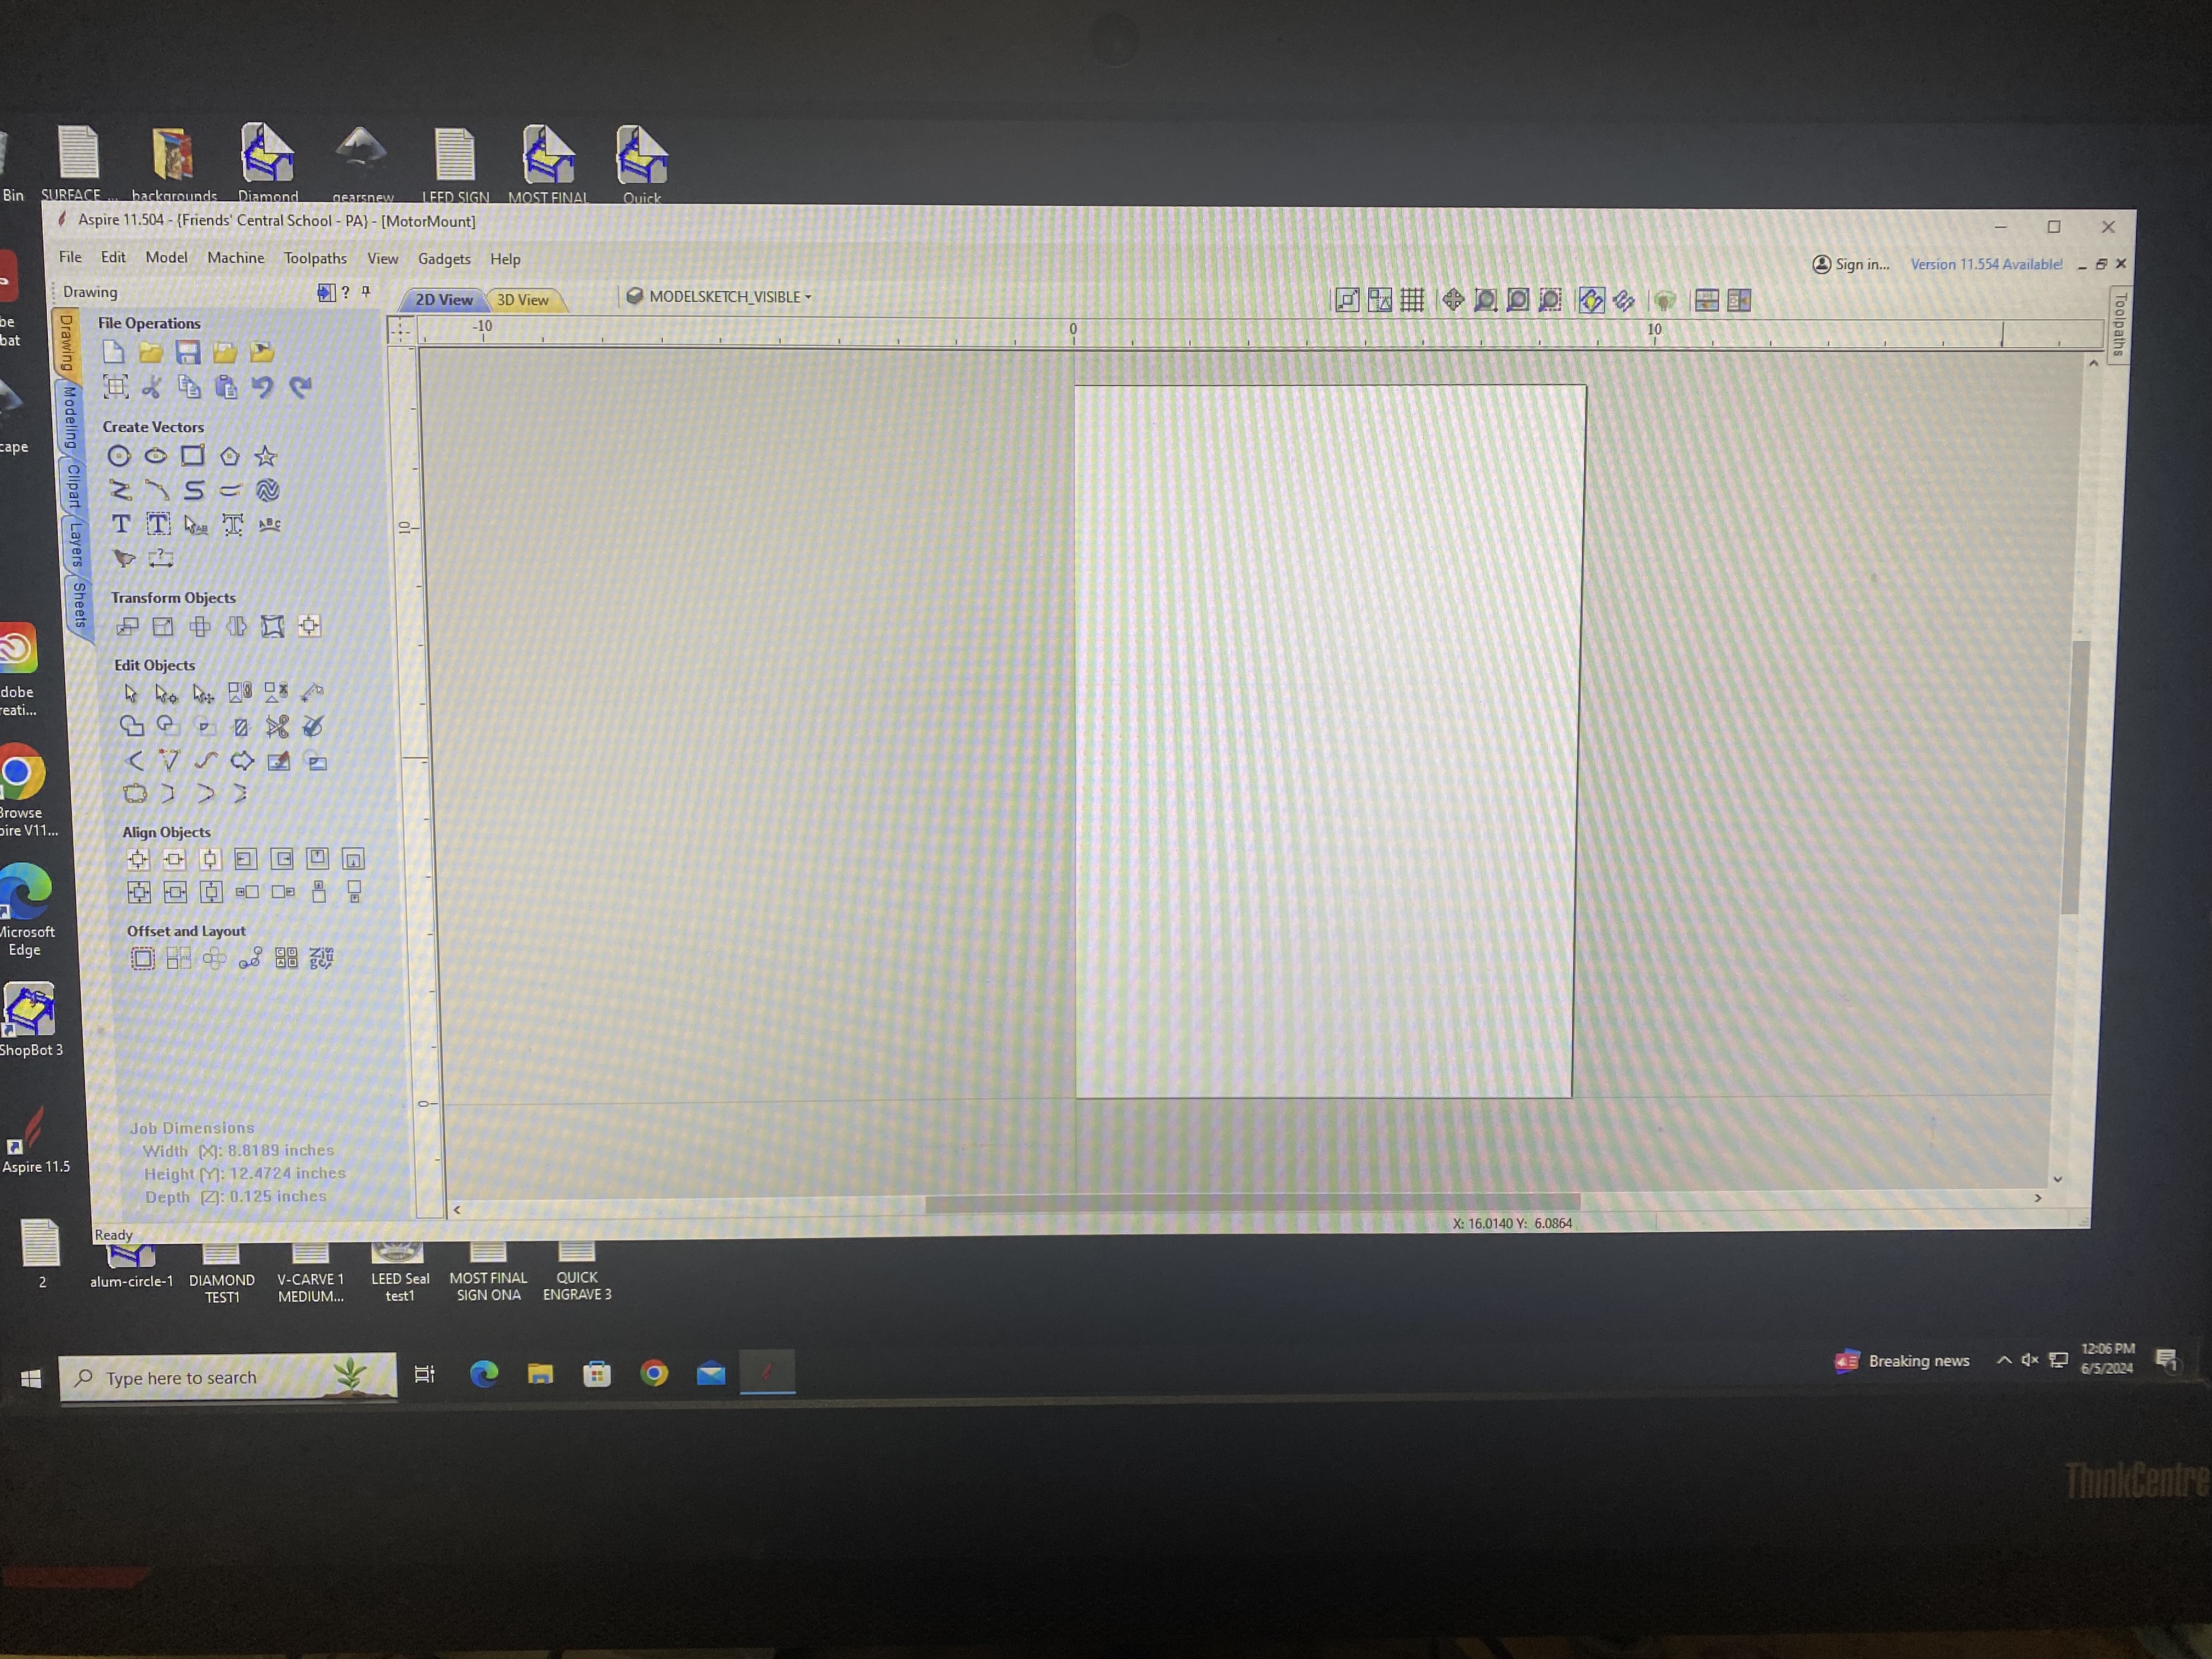 Bin
SURFACE ...
backgrounds
Diamond
gearsnew
LEED SIGN
MOST FINAL
Quick
Aspire 11.504 - {Friends' Central School - PA} - [MotorMount]
File Edit Model Machine Toolpaths View Gadgets Help
Sign in... Version 11.554 Available!
Drawing ?
2D View 3D View MODELSKETCH_VISIBLE
Toolpaths
Drawing
Modeling
Clipart
Layers
Sheets
File Operations
Create Vectors
Transform Objects
Edit Objects
Align Objects
Offset and Layout
-10 0 10
10
0
Job Dimensions
Width (X): 8.8189 inches
Height (Y): 12.4724 inches
Depth (Z): 0.125 inches
Ready
X: 16.0140 Y: 6.0864
be
bat
cape
dobe
reati...
Browse
pire V11...
Microsoft
Edge
ShopBot 3
Aspire 11.5
2
alum-circle-1
DIAMOND
TEST1
V-CARVE 1
MEDIUM...
LEED Seal
test1
MOST FINAL
SIGN ONA
QUICK
ENGRAVE 3
Type here to search
Breaking news
12:06 PM
6/5/2024
1
ThinkCentre